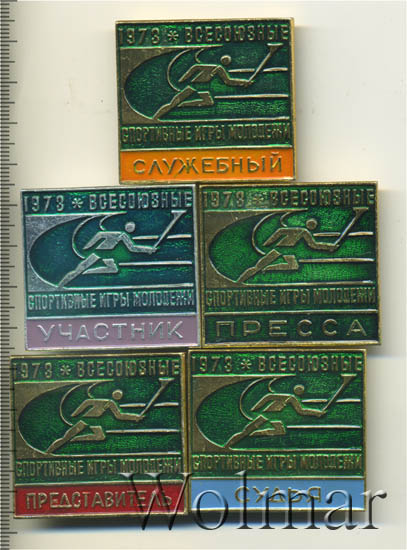 1973 * ВСЕСОЮЗНЫЕ
СПОРТИВНЫЕ ИГРЫ МОЛОДЕЖИ
СЛУЖЕБНЫЙ
1973 * ВСЕСОЮЗНЫЕ
СПОРТИВНЫЕ ИГРЫ МОЛОДЕЖИ
УЧАСТНИК
1973 * ВСЕСОЮЗНЫЕ
СПОРТИВНЫЕ ИГРЫ МОЛОДЕЖИ
ПРЕССА
1973 * ВСЕСОЮЗНЫЕ
СПОРТИВНЫЕ ИГРЫ МОЛОДЕЖИ
ПРЕДСТАВИТЕЛЬ
1973 * ВСЕСОЮЗНЫЕ
СПОРТИВНЫЕ ИГРЫ МОЛОДЕЖИ
СУДЬЯ
Wolmar